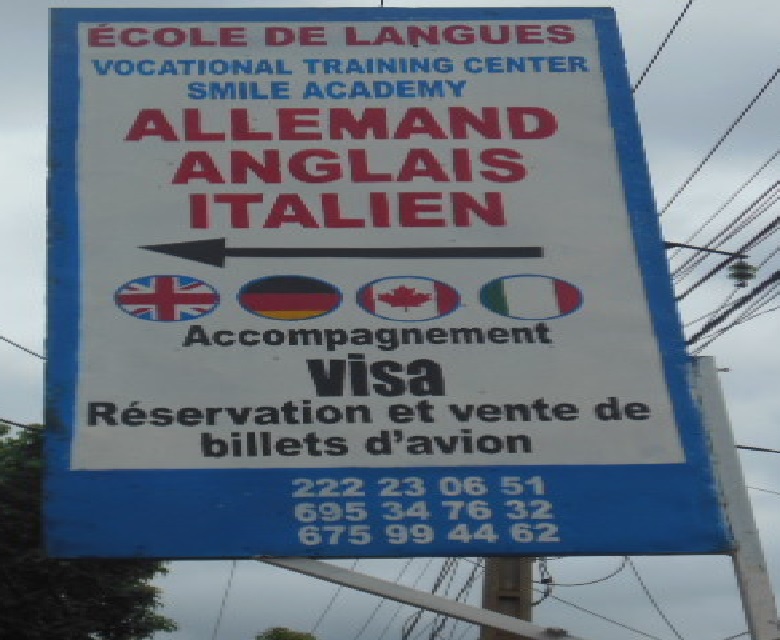 ÉCOLE DE LANGUES
VOCATIONAL TRAINING CENTER
SMILE ACADEMY
ALLEMAND
ANGLAIS
ITALIEN
Accompagnement
visa
Réservation et vente de
billets d'avion
222 23 06 51
695 34 76 32
675 99 44 62